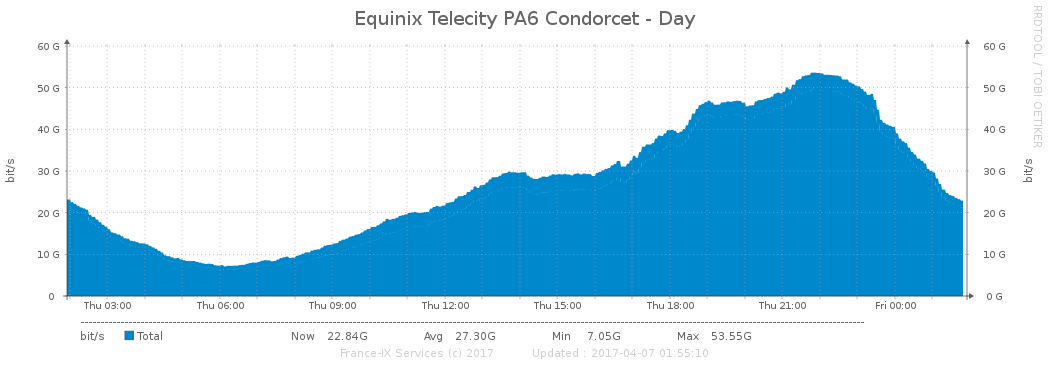 Equinix Telecity PA6 Condorcet - Day
RRDTOOL / TOBI OETIKER
60 G 60 G
50 G 50 G
40 G 40 G
30 G 30 G
20 G 20 G
10 G 10 G
0 0 G
bit/s bit/s
Thu 03:00 Thu 06:00 Thu 09:00 Thu 12:00 Thu 15:00 Thu 18:00 Thu 21:00 Fri 00:00
bit/s Total Now 22.84G Avg 27.30G Min 7.05G Max 53.55G
France-IX Services (c) 2017 Updated : 2017-04-07 01:55:10